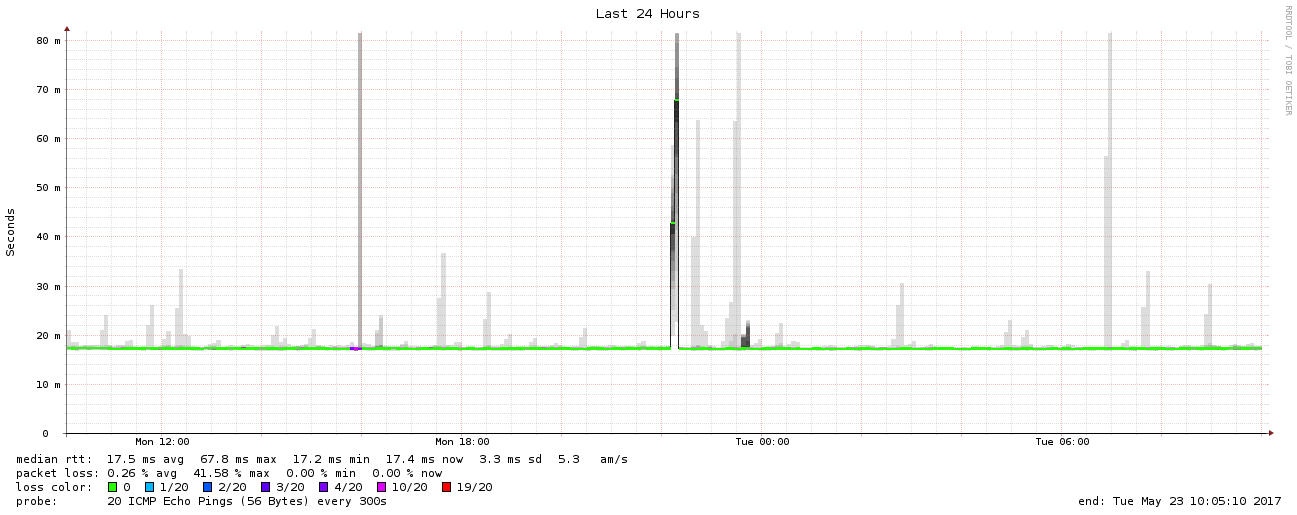 Last 24 Hours
RRDTOOL / TOBI OETIKER
80 m
70 m
60 m
50 m
40 m
30 m
20 m
10 m
0
Seconds
Mon 12:00 Mon 18:00 Tue 00:00 Tue 06:00
median rtt: 17.5 ms avg 67.8 ms max 17.2 ms min 17.4 ms now 3.3 ms sd 5.3 am/s
packet loss: 0.26 % avg 41.58 % max 0.00 % min 0.00 % now
loss color: 0 1/20 2/20 3/20 4/20 10/20 19/20
probe: 20 ICMP Echo Pings (56 Bytes) every 300s end: Tue May 23 10:05:10 2017